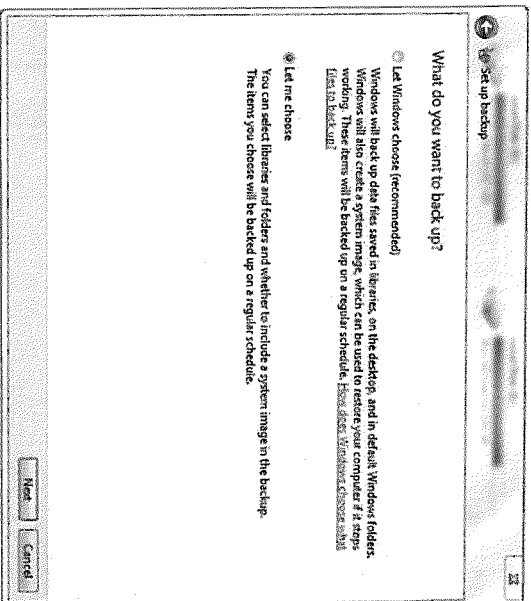 Set up backup
What do you want to back up?
Let Windows choose (recommended)
Windows will back up data files saved in libraries, on the desktop, and in default Windows folders.
Windows will also create a system image, which can be used to restore your computer if it stops
working. These items will be backed up on a regular schedule. How does Windows choose what
files to back up?
Let me choose
You can select libraries and folders and whether to include a system image in the backup.
The items you choose will be backed up on a regular schedule.
Next
Cancel